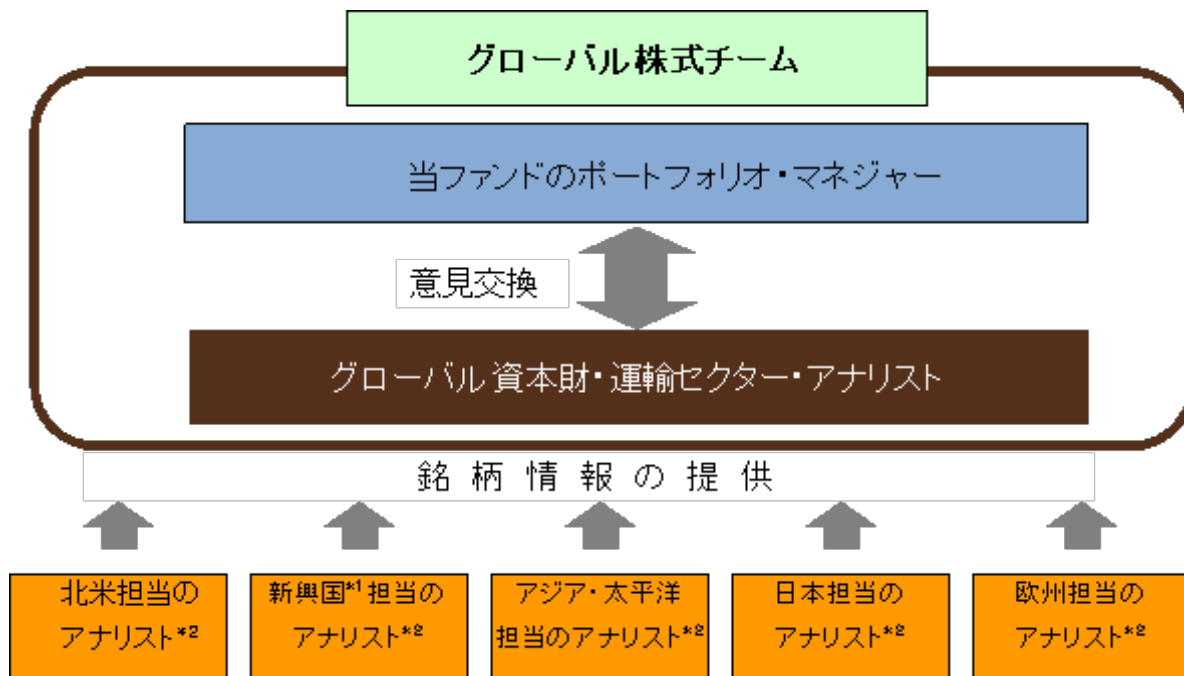 グローバル株式チーム
当ファンドのポートフォリオ・マネジャー
意見交換
グローバル資本財・運輸セクター・アナリスト
銘柄情報の提供
北米担当の
アナリスト*2
新興国*1担当の
アナリスト*2
アジア・太平洋
担当のアナリスト*2
日本担当の
アナリスト*2
欧州担当の
アナリスト*2